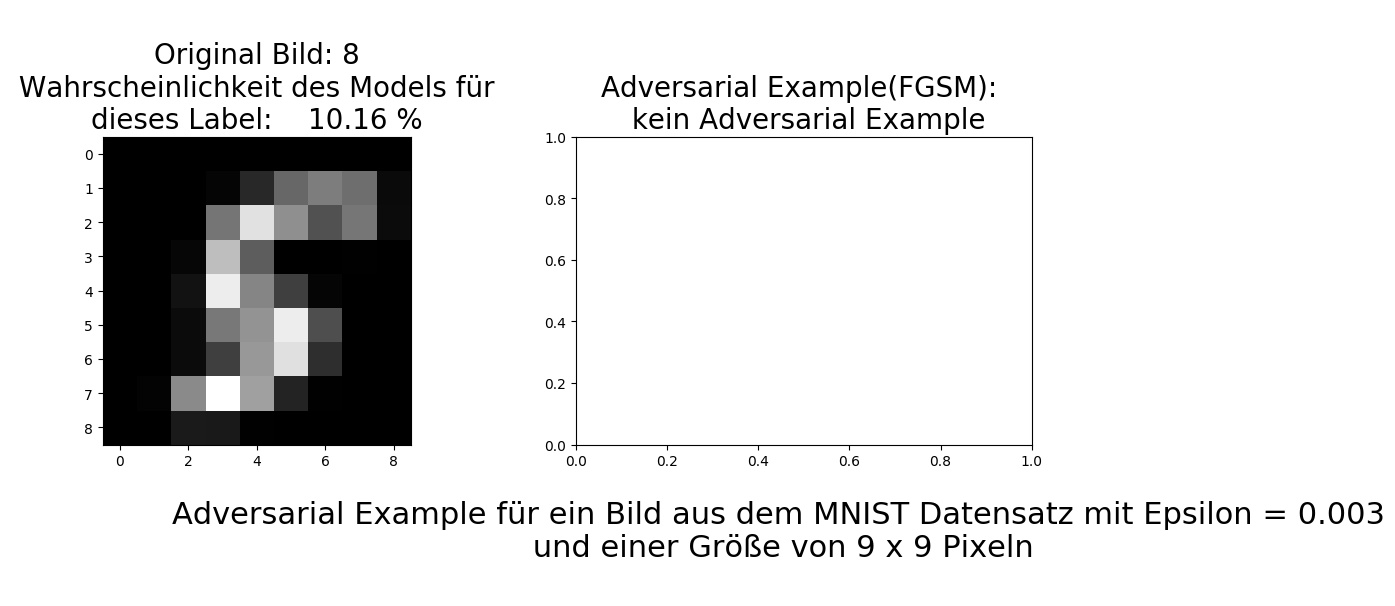 Original Bild: 8
Wahrscheinlichkeit des Models für
dieses Label:    10.16 %
0
1
2
3
4
5
6
7
8
0 2 4 6 8
Adversarial Example(FGSM):
kein Adversarial Example
1.0
0.8
0.6
0.4
0.2
0.0
0.0 0.2 0.4 0.6 0.8 1.0
Adversarial Example für ein Bild aus dem MNIST Datensatz mit Epsilon = 0.003
und einer Größe von 9 x 9 Pixeln